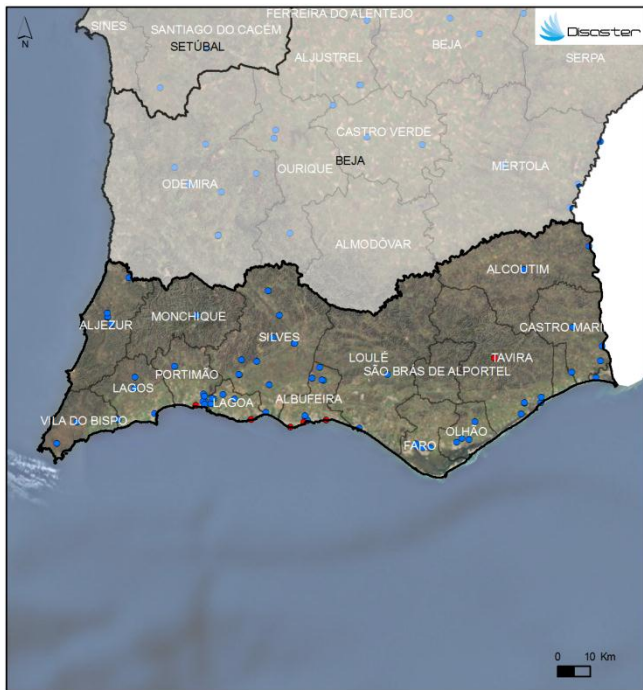 FERREIRA DO ALENTEJO
Disaster
SINES
SANTIAGO DO CACÉM
N
SETÚBAL
BEJA
ALJUSTREL
SERPA
CASTRO VERDE
BEJA
OURIQUE
MÉRTOLA
ODEMIRA
ALMODÔVAR
ALCOUTIM
MONCHIQUE
ALJEZUR
CASTRO MARI
SILVES
LOULÉ
TAVIRA
SÃO BRÁS DE ALPORTEL
PORTIMÃO
LAGOS
ALBUFEIRA
LAGOA
VILA DO BISPO
OLHÃO
FARO
0 10 Km